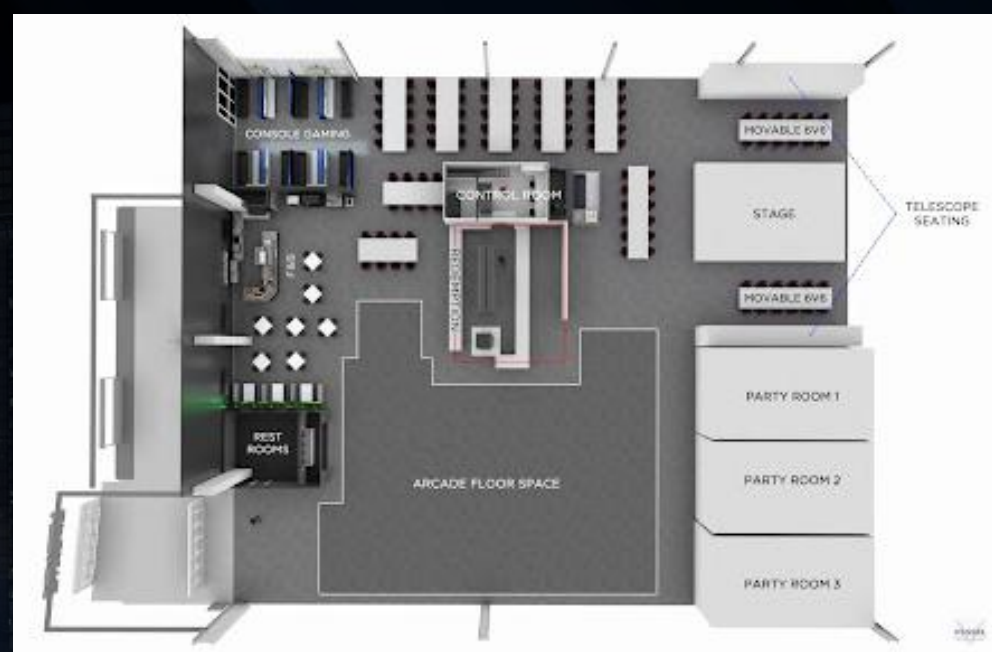 CONSOLE GAMING
MOVABLE 6V6
CONTROL ROOM
STAGE
TELESCOPE
SEATING
F&B
REDEMPTION
MOVABLE 6V6
PARTY ROOM 1
REST
ROOMS
ARCADE FLOOR SPACE
PARTY ROOM 2
PARTY ROOM 3